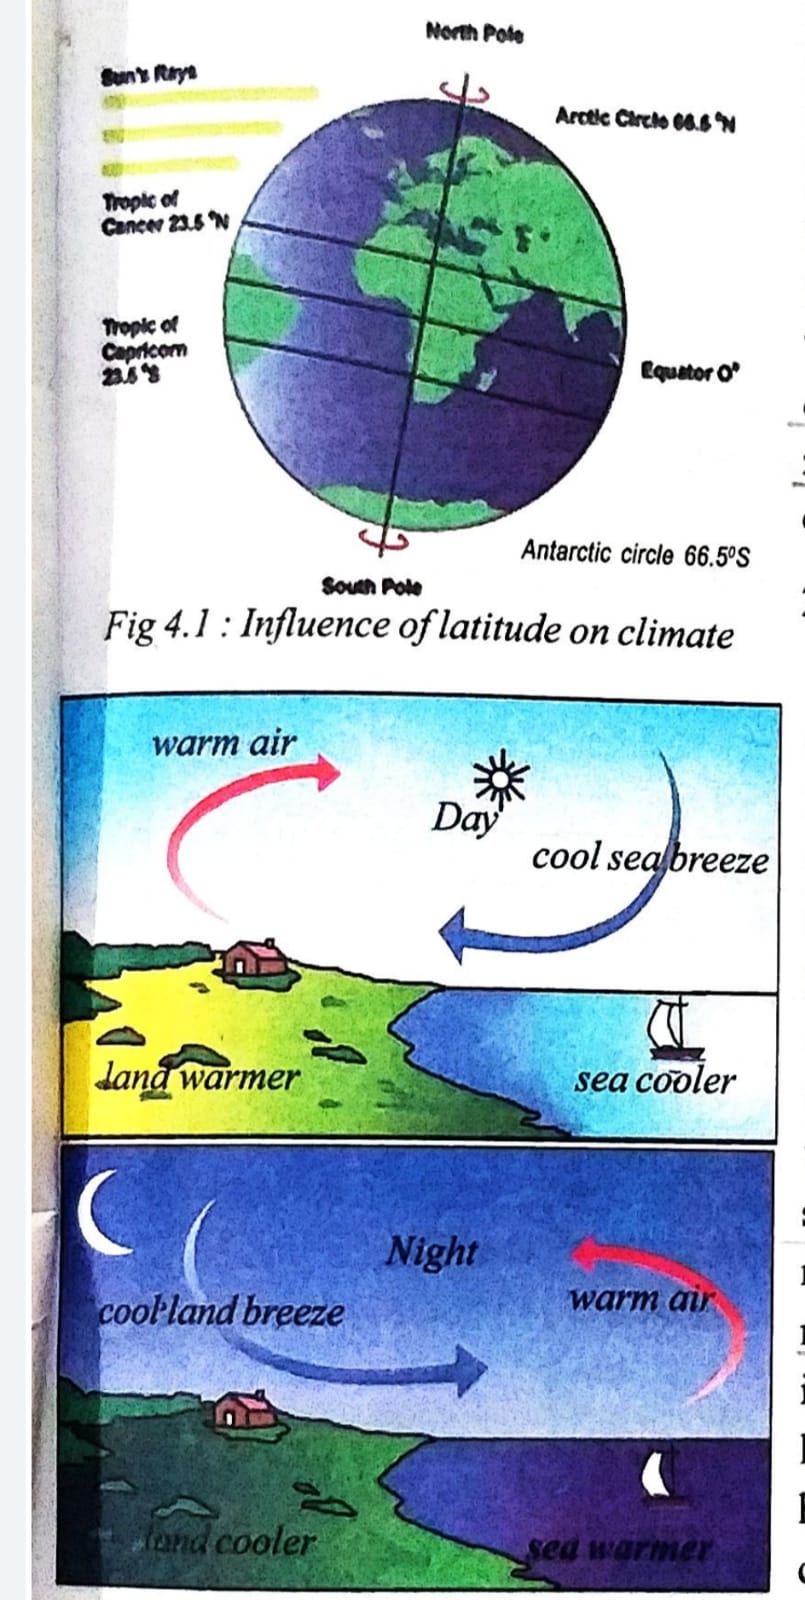 North Pole
Sun's Rays
Arctic Circle 66.5 °N
Tropic of
Cancer 23.5 °N
Tropic of
Capricorn
23.5 °S
Equator 0°
Antarctic circle 66.5°S
South Pole
Fig 4.1 : Influence of latitude on climate
warm air
Day
cool sea breeze
land warmer
sea cooler
Night
warm air
cool land breeze
land cooler
sea warmer